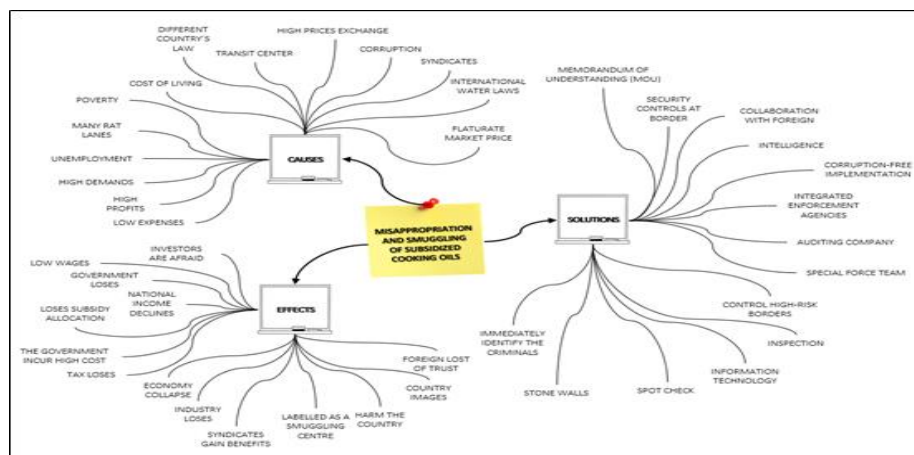 DIFFERENT
COUNTRY'S
LAW
HIGH PRICES EXCHANGE
TRANSIT CENTER
CORRUPTION
SYNDICATES
COST OF LIVING
INTERNATIONAL
WATER LAWS
POVERTY
MANY RAT
LANES
FLATURATE
MARKET PRICE
UNEMPLOYMENT
CAUSES
HIGH DEMANDS
HIGH
PROFITS
LOW EXPENSES
MISAPPROPRIATION
AND SMUGGLING
OF SUBSIDIZED
COOKING OILS
MEMORANDUM OF
UNDERSTANDING (MOU)
SECURITY
CONTROLS AT
BORDER
COLLABORATION
WITH FOREIGN
INTELLIGENCE
CORRUPTION-FREE
IMPLEMENTATION
INTEGRATED
ENFORCEMENT
AGENCIES
SOLUTIONS
AUDITING COMPANY
SPECIAL FORCE TEAM
CONTROL HIGH-RISK
BORDERS
INSPECTION
INFORMATION
TECHNOLOGY
SPOT CHECK
STONE WALLS
IMMEDIATELY
IDENTIFY THE
CRIMINALS
INVESTORS
ARE AFRAID
LOW WAGES
GOVERNMENT
LOSES
NATIONAL
INCOME
DECLINES
LOSES SUBSIDY
ALLOCATION
EFFECTS
THE GOVERNMENT
INCUR HIGH COST
TAX LOSES
ECONOMY
COLLAPSE
INDUSTRY
LOSES
SYNDICATES
GAIN BENEFITS
LABELLED AS A
SMUGGLING
CENTRE
HARM THE
COUNTRY
COUNTRY
IMAGES
FOREIGN LOST
OF TRUST